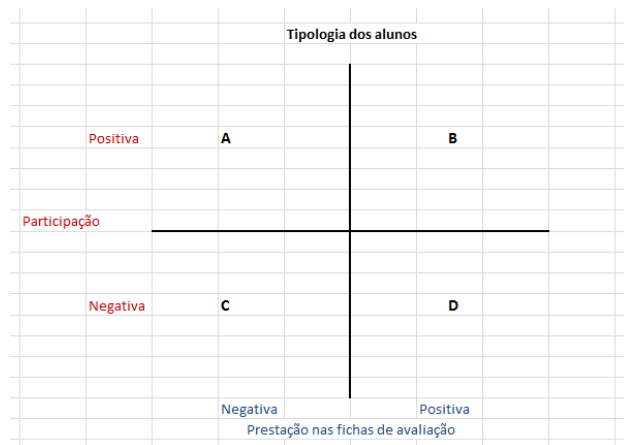 Tipologia dos alunos
Positiva A B
Participação
Negativa C D
Negativa Positiva
Prestação nas fichas de avaliação